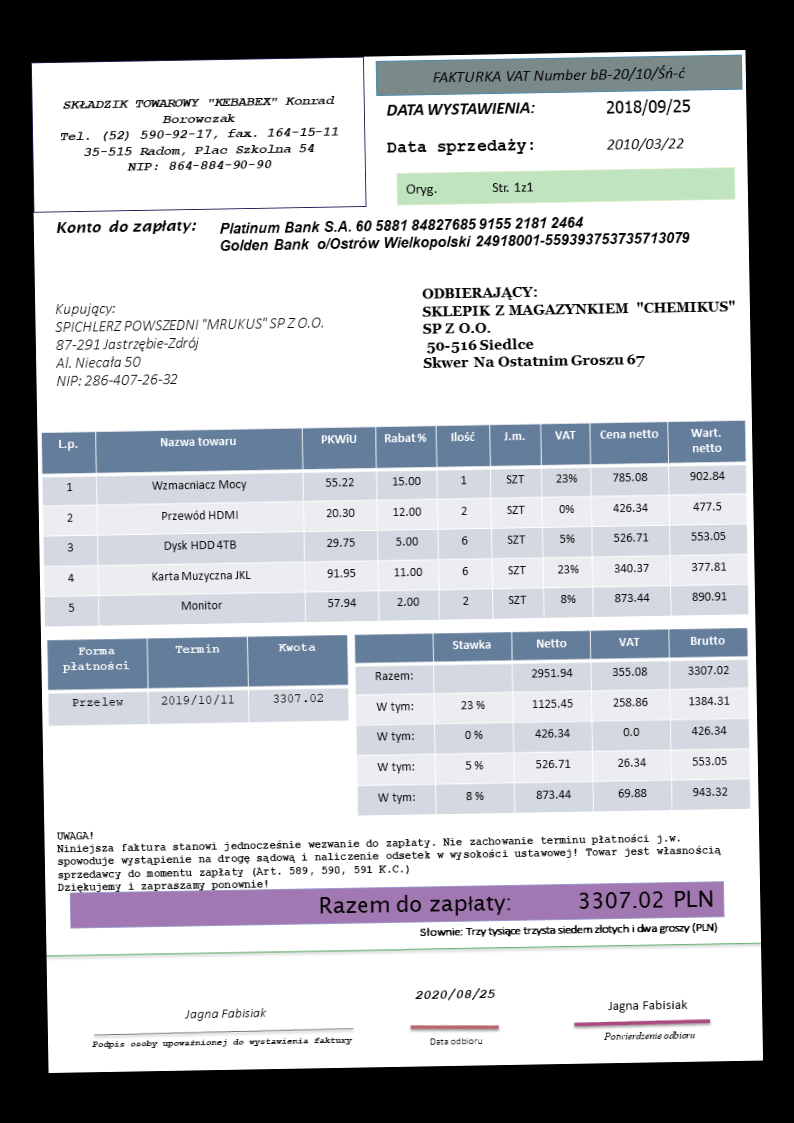 SKŁADZIK TOWAROWY "KEBABEX" Konrad
Borowczak
Tel. (52) 590-92-17, fax. 164-15-11
35-515 Radom, Plac Szkolna 54
NIP: 864-884-90-90
FAKTURKA VAT Number bB-20/10/Śń-ć
DATA WYSTAWIENIA: 2018/09/25
Data sprzedaży: 2010/03/22
Oryg. Str. 1z1
Konto do zapłaty: Platinum Bank S.A. 60 5881 84827685 9155 2181 2464
Golden Bank o/Ostrów Wielkopolski 24918001-559393753735713079
Kupujący:
SPICHLERZ POWSZEDNI "MRUKUS" SP Z O.O.
87-291 Jastrzębie-Zdrój
Al. Niecała 50
NIP: 286-407-26-32
ODBIERAJĄCY:
SKLEPIK Z MAGAZYNKIEM "CHEMIKUS"
SP Z O.O.
50-516 Siedlce
Skwer Na Ostatnim Groszu 67
L.p. Nazwa towaru PKWiU Rabat % Ilość J.m. VAT Cena netto Wart. netto
1 Wzmacniacz Mocy 55.22 15.00 1 SZT 23% 785.08 902.84
2 Przewód HDMI 20.30 12.00 2 SZT 0% 426.34 477.5
3 Dysk HDD 4TB 29.75 5.00 6 SZT 5% 526.71 553.05
4 Karta Muzyczna JKL 91.95 11.00 6 SZT 23% 340.37 377.81
5 Monitor 57.94 2.00 2 SZT 8% 873.44 890.91
Forma płatności Termin Kwota
Przelew 2019/10/11 3307.02
Stawka Netto VAT Brutto
Razem: 2951.94 355.08 3307.02
W tym: 23 % 1125.45 258.86 1384.31
W tym: 0 % 426.34 0.0 426.34
W tym: 5 % 526.71 26.34 553.05
W tym: 8 % 873.44 69.88 943.32
UWAGA!
Niniejsza faktura stanowi jednocześnie wezwanie do zapłaty. Nie zachowanie terminu płatności j.w.
spowoduje wystąpienie na drogę sądową i naliczenie odsetek w wysokości ustawowej! Towar jest własnością
sprzedawcy do momentu zapłaty (Art. 589, 590, 591 K.C.)
Dziękujemy i zapraszamy ponownie!
Razem do zapłaty: 3307.02 PLN
Słownie: Trzy tysiące trzysta siedem złotych i dwa groszy (PLN)
Jagna Fabisiak
Podpis osoby upoważnionej do wystawienia faktury
2020/08/25
Data odbioru
Jagna Fabisiak
Potwierdzenie odbioru